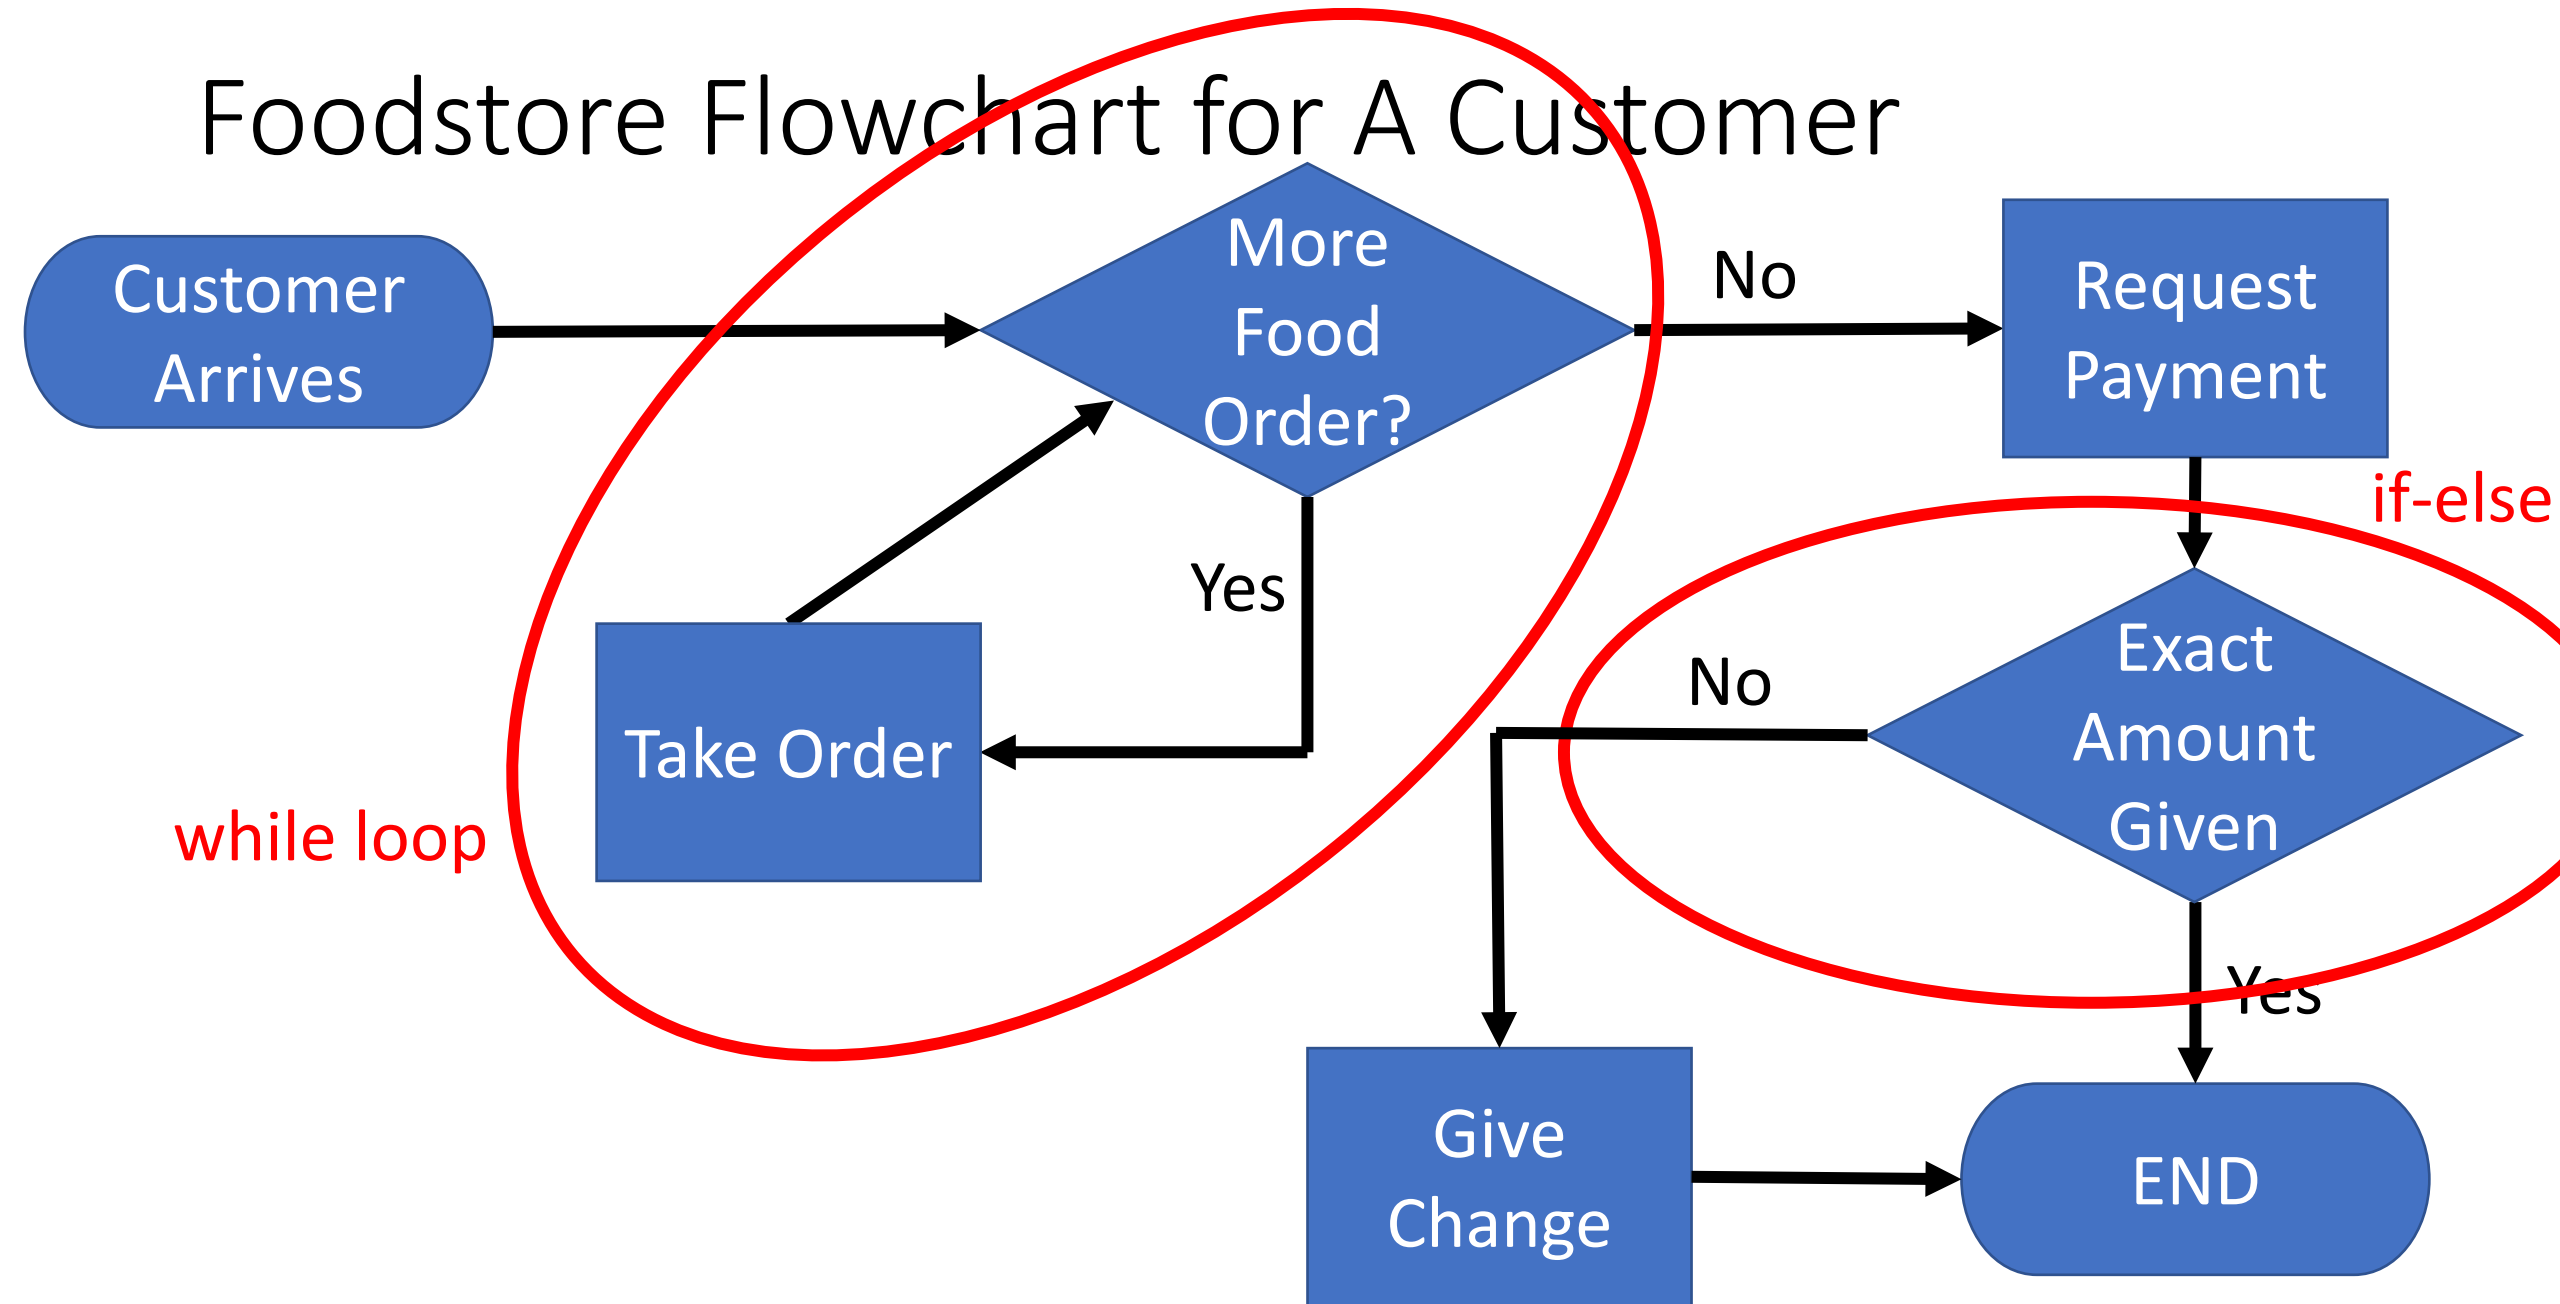 Foodstore Flowchart for A Customer
Customer
Arrives
More
Food
Order?
No
Request
Payment
if-else
Yes
Take Order
while loop
Exact
Amount
Given
No
Yes
Give
Change
END